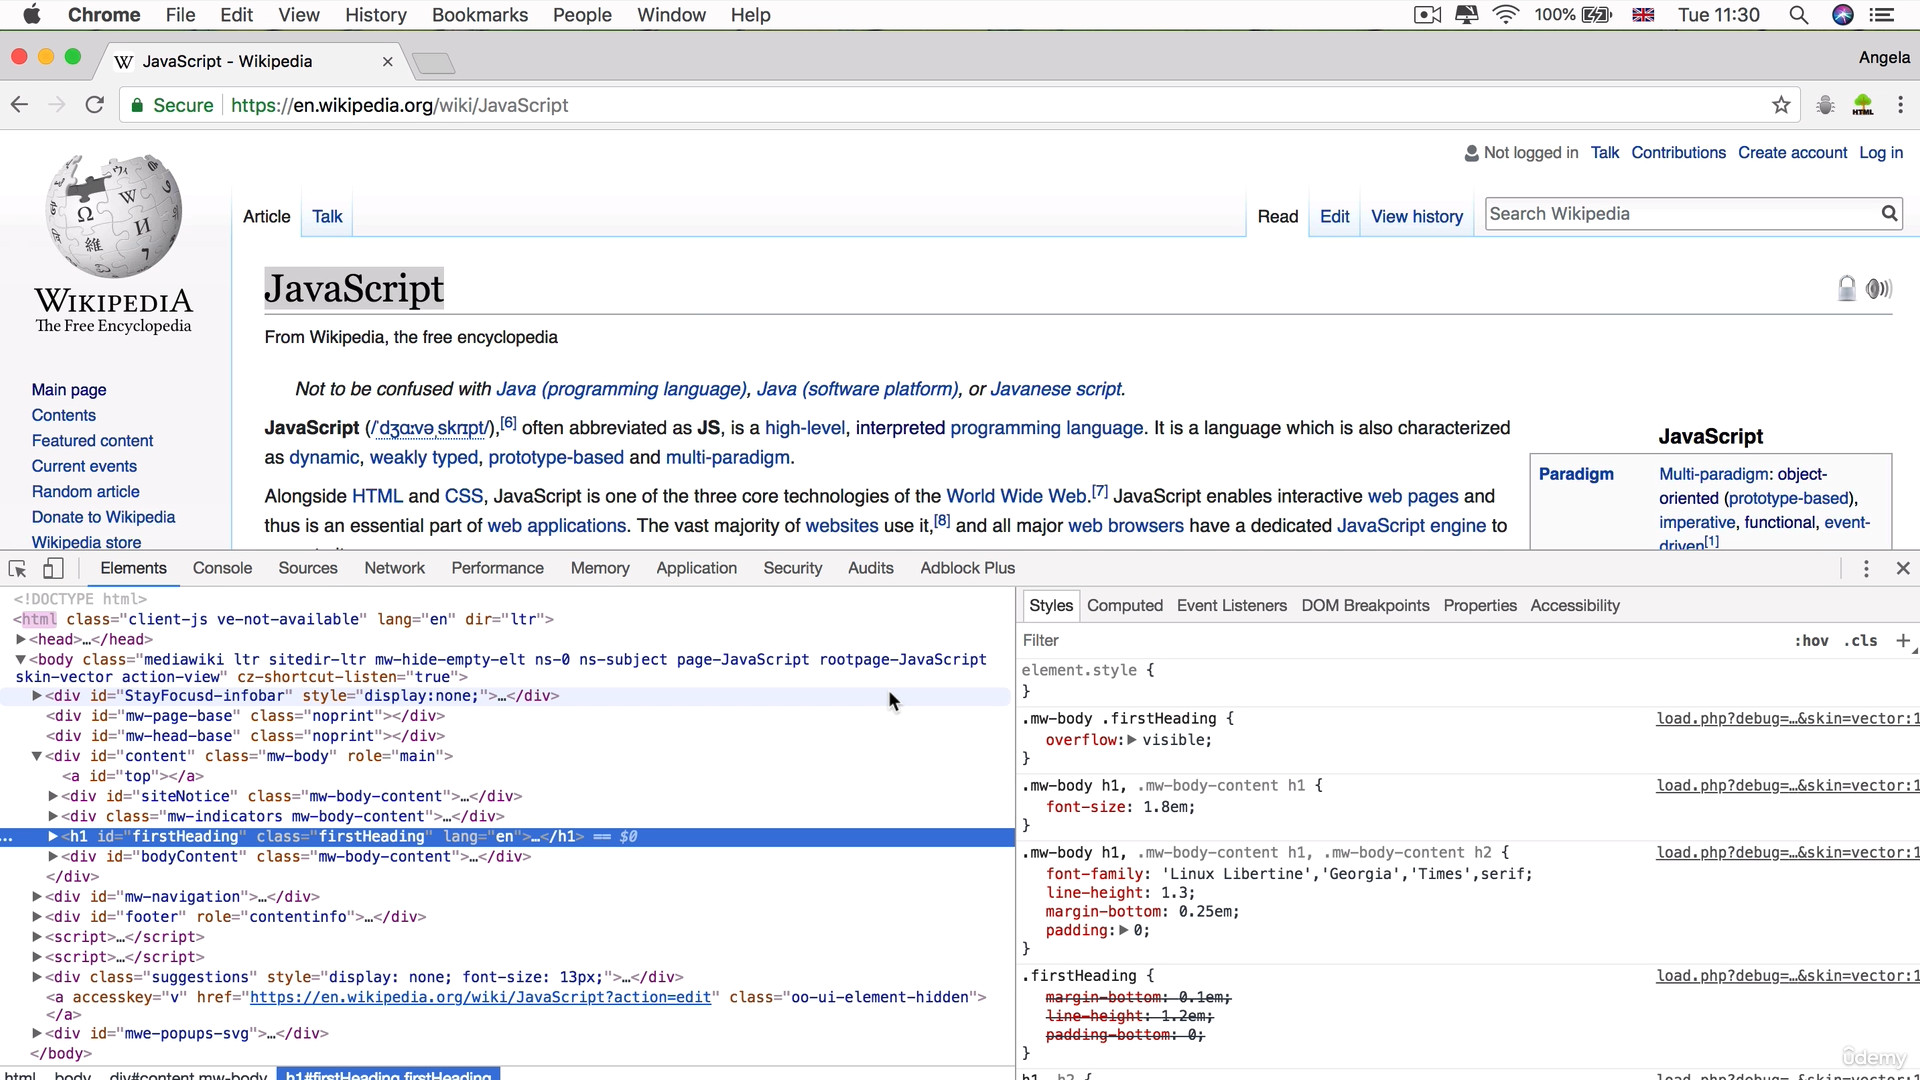 Chrome File Edit View History Bookmarks People Window Help 100% Tue 11:30
JavaScript - Wikipedia Angela
Secure https://en.wikipedia.org/wiki/JavaScript
Not logged in Talk Contributions Create account Log in
Article Talk Read Edit View history Search Wikipedia
WIKIPEDIA
The Free Encyclopedia
JavaScript
From Wikipedia, the free encyclopedia
Main page
Contents
Featured content
Current events
Random article
Donate to Wikipedia
Wikipedia store
Not to be confused with Java (programming language), Java (software platform), or Javanese script.
JavaScript (/ˈdʒɑːvəˌskrɪpt/),[6] often abbreviated as JS, is a high-level, interpreted programming language. It is a language which is also characterized
as dynamic, weakly typed, prototype-based and multi-paradigm.
Alongside HTML and CSS, JavaScript is one of the three core technologies of the World Wide Web.[7] JavaScript enables interactive web pages and
thus is an essential part of web applications. The vast majority of websites use it,[8] and all major web browsers have a dedicated JavaScript engine to
JavaScript
Paradigm Multi-paradigm: object-
oriented (prototype-based),
imperative, functional, event-
driven[1]
Elements Console Sources Network Performance Memory Application Security Audits Adblock Plus
<!DOCTYPE html>
<html class="client-js ve-not-available" lang="en" dir="ltr">
▶<head>…</head>
▼<body class="mediawiki ltr sitedir-ltr mw-hide-empty-elt ns-0 ns-subject page-JavaScript rootpage-JavaScript
skin-vector action-view" cz-shortcut-listen="true">
▶<div id="StayFocusd-infobar" style="display:none;">…</div>
<div id="mw-page-base" class="noprint"></div>
<div id="mw-head-base" class="noprint"></div>
▼<div id="content" class="mw-body" role="main">
<a id="top"></a>
▶<div id="siteNotice" class="mw-body-content">…</div>
▶<div class="mw-indicators mw-body-content">…</div>
… ▶<h1 id="firstHeading" class="firstHeading" lang="en">…</h1> == $0
▶<div id="bodyContent" class="mw-body-content">…</div>
</div>
▶<div id="mw-navigation">…</div>
▶<div id="footer" role="contentinfo">…</div>
▶<script>…</script>
▶<script>…</script>
▶<div class="suggestions" style="display: none; font-size: 13px;">…</div>
<a accesskey="v" href="https://en.wikipedia.org/wiki/JavaScript?action=edit" class="oo-ui-element-hidden">
</a>
▶<div id="mwe-popups-svg">…</div>
</body>
html body div#content.mw-body h1#firstHeading.firstHeading
Styles Computed Event Listeners DOM Breakpoints Properties Accessibility
Filter :hov .cls +
element.style {
}
.mw-body .firstHeading { load.php?debug=…&skin=vector:1
overflow:▶ visible;
}
.mw-body h1, .mw-body-content h1 { load.php?debug=…&skin=vector:1
font-size: 1.8em;
}
.mw-body h1, .mw-body-content h1, .mw-body-content h2 { load.php?debug=…&skin=vector:1
font-family: 'Linux Libertine','Georgia','Times',serif;
line-height: 1.3;
margin-bottom: 0.25em;
padding:▶ 0;
}
.firstHeading { load.php?debug=…&skin=vector:1
margin-bottom: 0.1em;
line-height: 1.2em;
padding-bottom: 0;
}
h1, h2 { load.php?debug=…&skin=vector:1
ûdemy